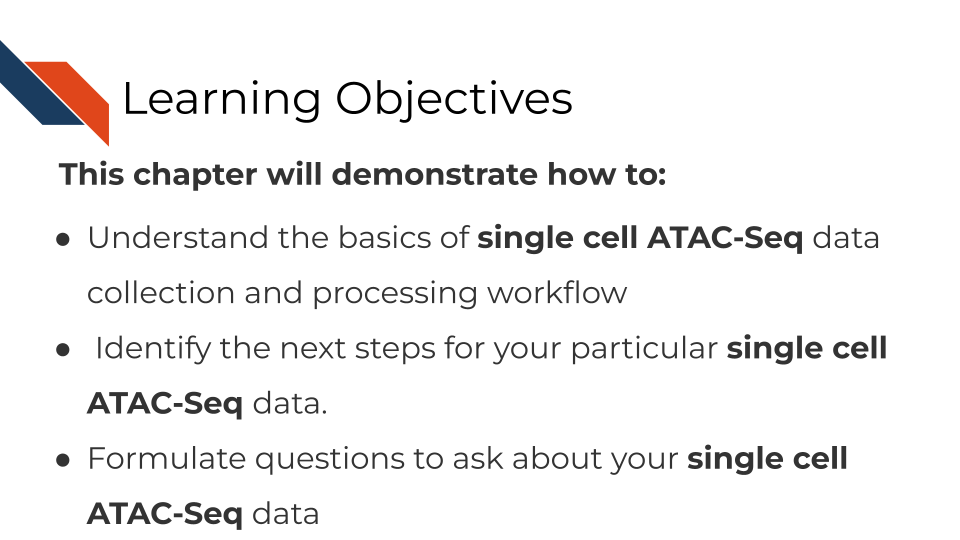 Learning Objectives
This chapter will demonstrate how to:
● Understand the basics of single cell ATAC-Seq data
collection and processing workflow
● Identify the next steps for your particular single cell
ATAC-Seq data.
● Formulate questions to ask about your single cell
ATAC-Seq data